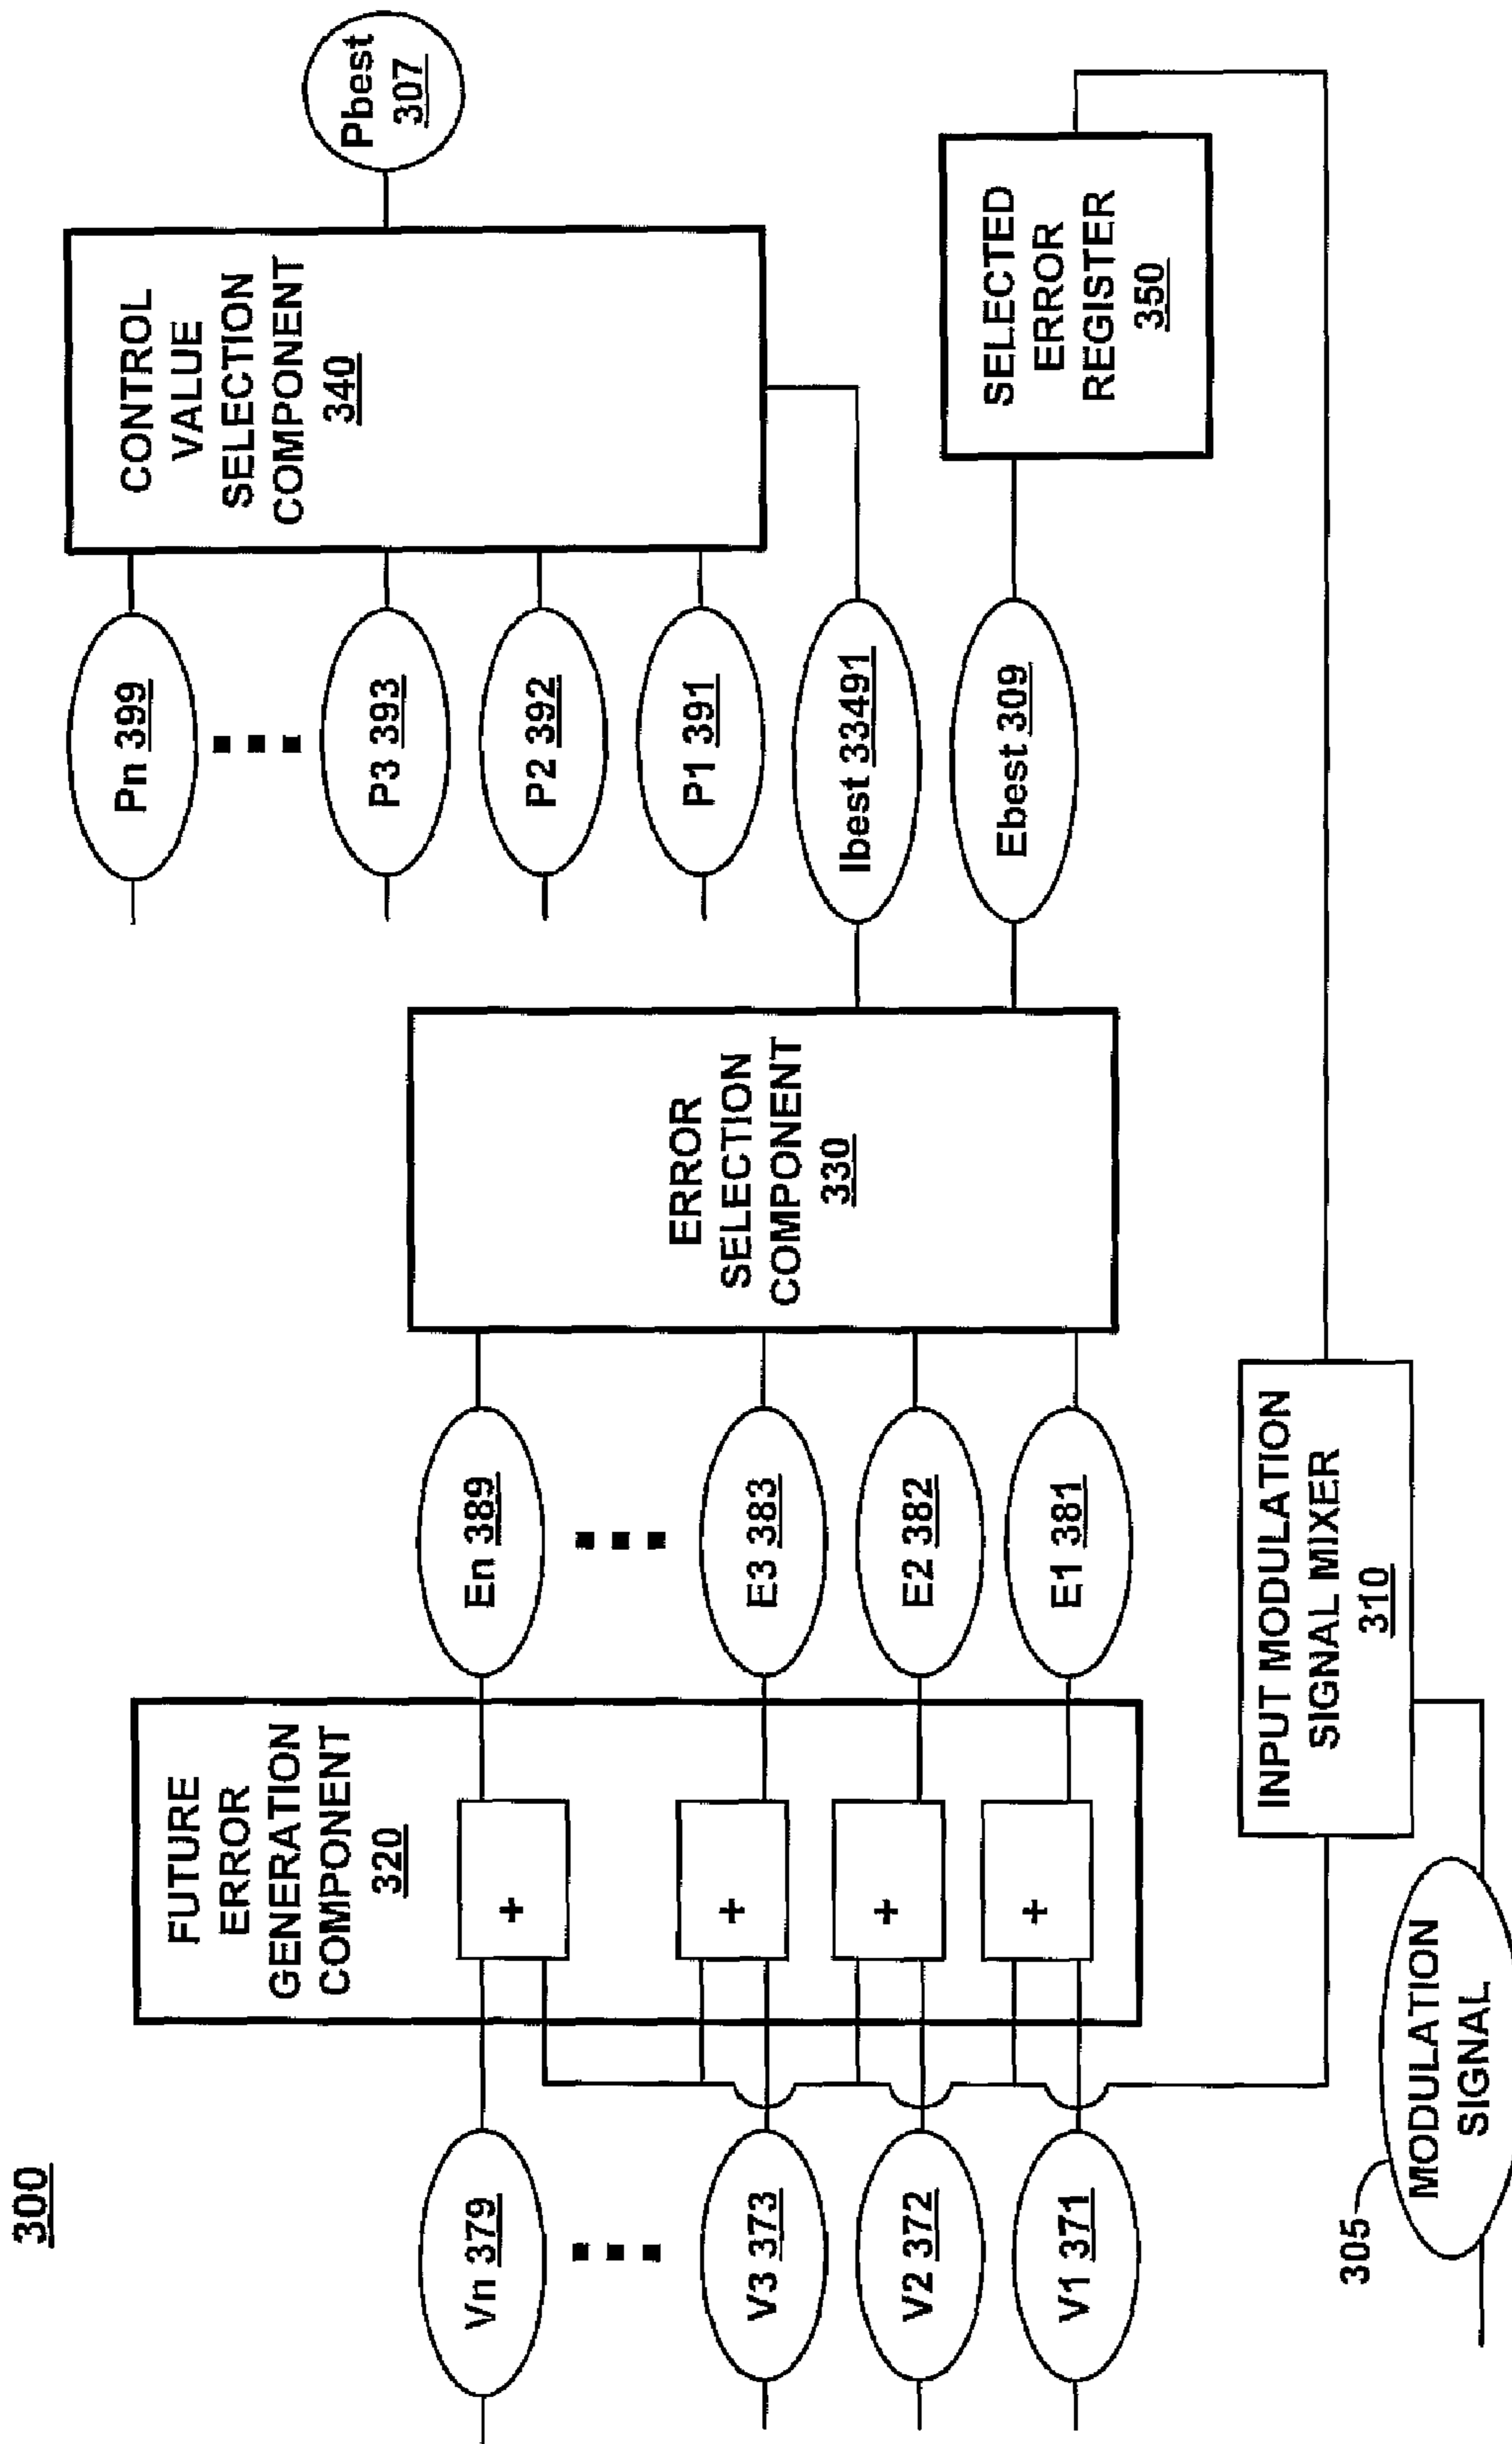 300
Vn 379
V3 373
V2 372
V1 371
305
MODULATION
SIGNAL
FUTURE
ERROR
GENERATION
COMPONENT
320
+
+
+
+
INPUT MODULATION
SIGNAL MIXER
310
En 389
E3 383
E2 382
E1 381
ERROR
SELECTION
COMPONENT
330
Pn 399
P3 393
P2 392
P1 391
Ibest 33491
Ebest 309
CONTROL
VALUE
SELECTION
COMPONENT
340
SELECTED
ERROR
REGISTER
350
Pbest
307